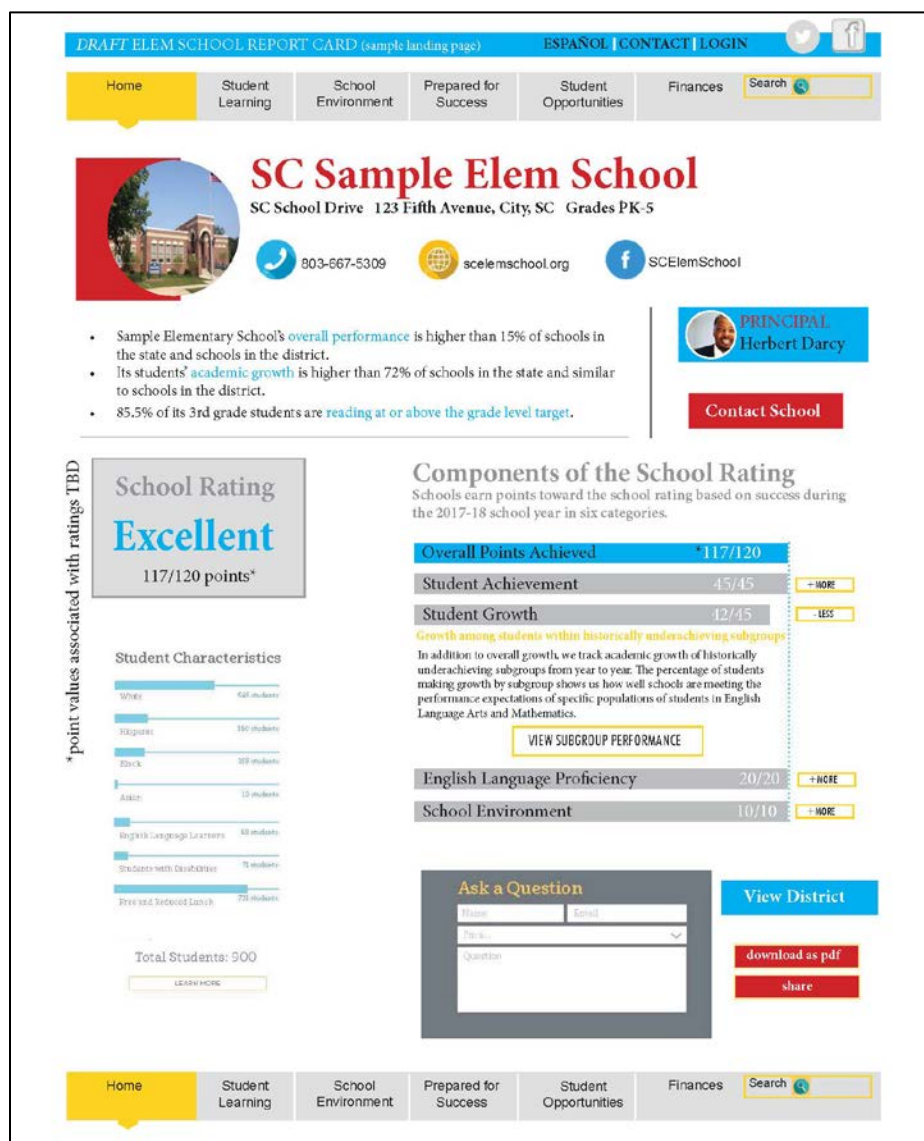 DRAFT ELEM SCHOOL REPORT CARD (sample landing page)
ESPAÑOL | CONTACT | LOGIN
Home
Student Learning
School Environment
Prepared for Success
Student Opportunities
Finances
Search
SC Sample Elem School
SC School Drive 123 Fifth Avenue, City, SC Grades PK-5
803-667-5309
scelemschool.org
SCElemSchool
• Sample Elementary School's overall performance is higher than 15% of schools in
the state and schools in the district.
• Its students' academic growth is higher than 72% of schools in the state and similar
to schools in the district.
• 85.5% of its 3rd grade students are reading at or above the grade level target.
PRINCIPAL
Herbert Darcy
Contact School
*point values associated with ratings TBD
School Rating
Excellent
117/120 points*
Student Characteristics
White
students
Hispanic
students
Black
students
Asian
students
English Language Learners
students
Students with Disabilities
students
Free and Reduced Lunch
students
Total Students: 900
LEARN MORE
Components of the School Rating
Schools earn points toward the school rating based on success during
the 2017-18 school year in six categories.
Overall Points Achieved *117/120
Student Achievement 45/45
+MORE
Student Growth 42/45
- LESS
Growth among students within historically underachieving subgroups
In addition to overall growth, we track academic growth of historically
underachieving subgroups from year to year. The percentage of students
making growth by subgroup shows us how well schools are meeting the
performance expectations of specific populations of students in English
Language Arts and Mathematics.
VIEW SUBGROUP PERFORMANCE
English Language Proficiency 20/20
+MORE
School Environment 10/10
+MORE
Ask a Question
Name
Email
Question
View District
download as pdf
share
Home
Student Learning
School Environment
Prepared for Success
Student Opportunities
Finances
Search